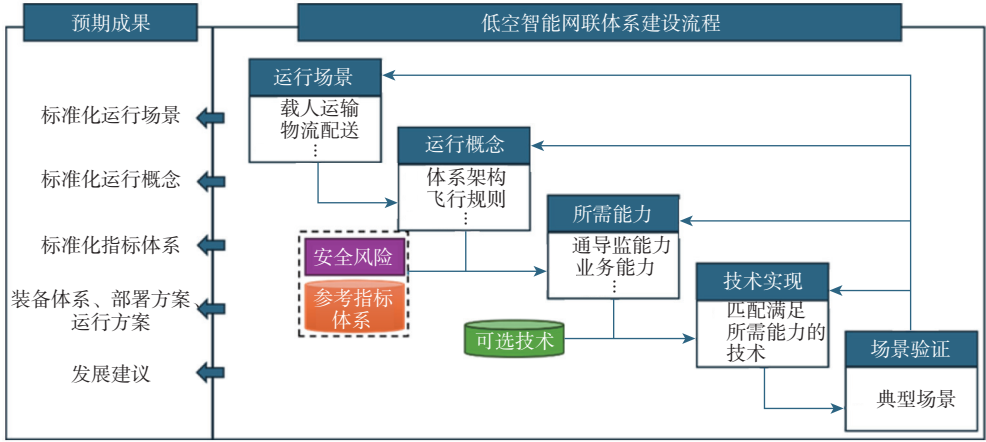 预期成果
低空智能网联体系建设流程
标准化运行场景
标准化运行概念
标准化指标体系
装备体系、部署方案、
运行方案
发展建议
运行场景
载人运输
物流配送
⋯
运行概念
体系架构
飞行规则
⋯
安全风险
参考指标
体系
所需能力
通导监能力
业务能力
⋯
可选技术
技术实现
匹配满足
所需能力的
技术
场景验证
典型场景